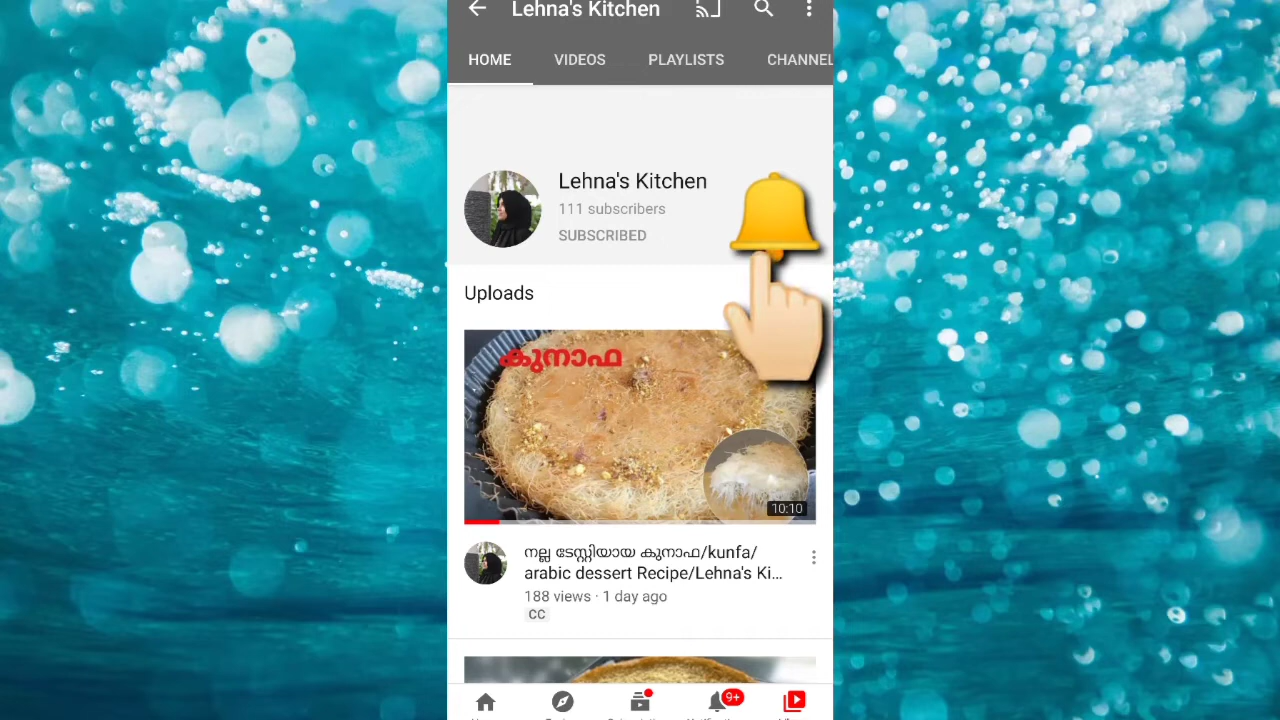 Lehna's Kitchen
HOME VIDEOS PLAYLISTS CHANNEL
Lehna's Kitchen
111 subscribers
SUBSCRIBED
Uploads
കുനാഫ
10:10
നല്ല ടേസ്റ്റിയായ കുനാഫ/kunfa/
arabic dessert Recipe/Lehna's Ki...
188 views · 1 day ago
CC
9+